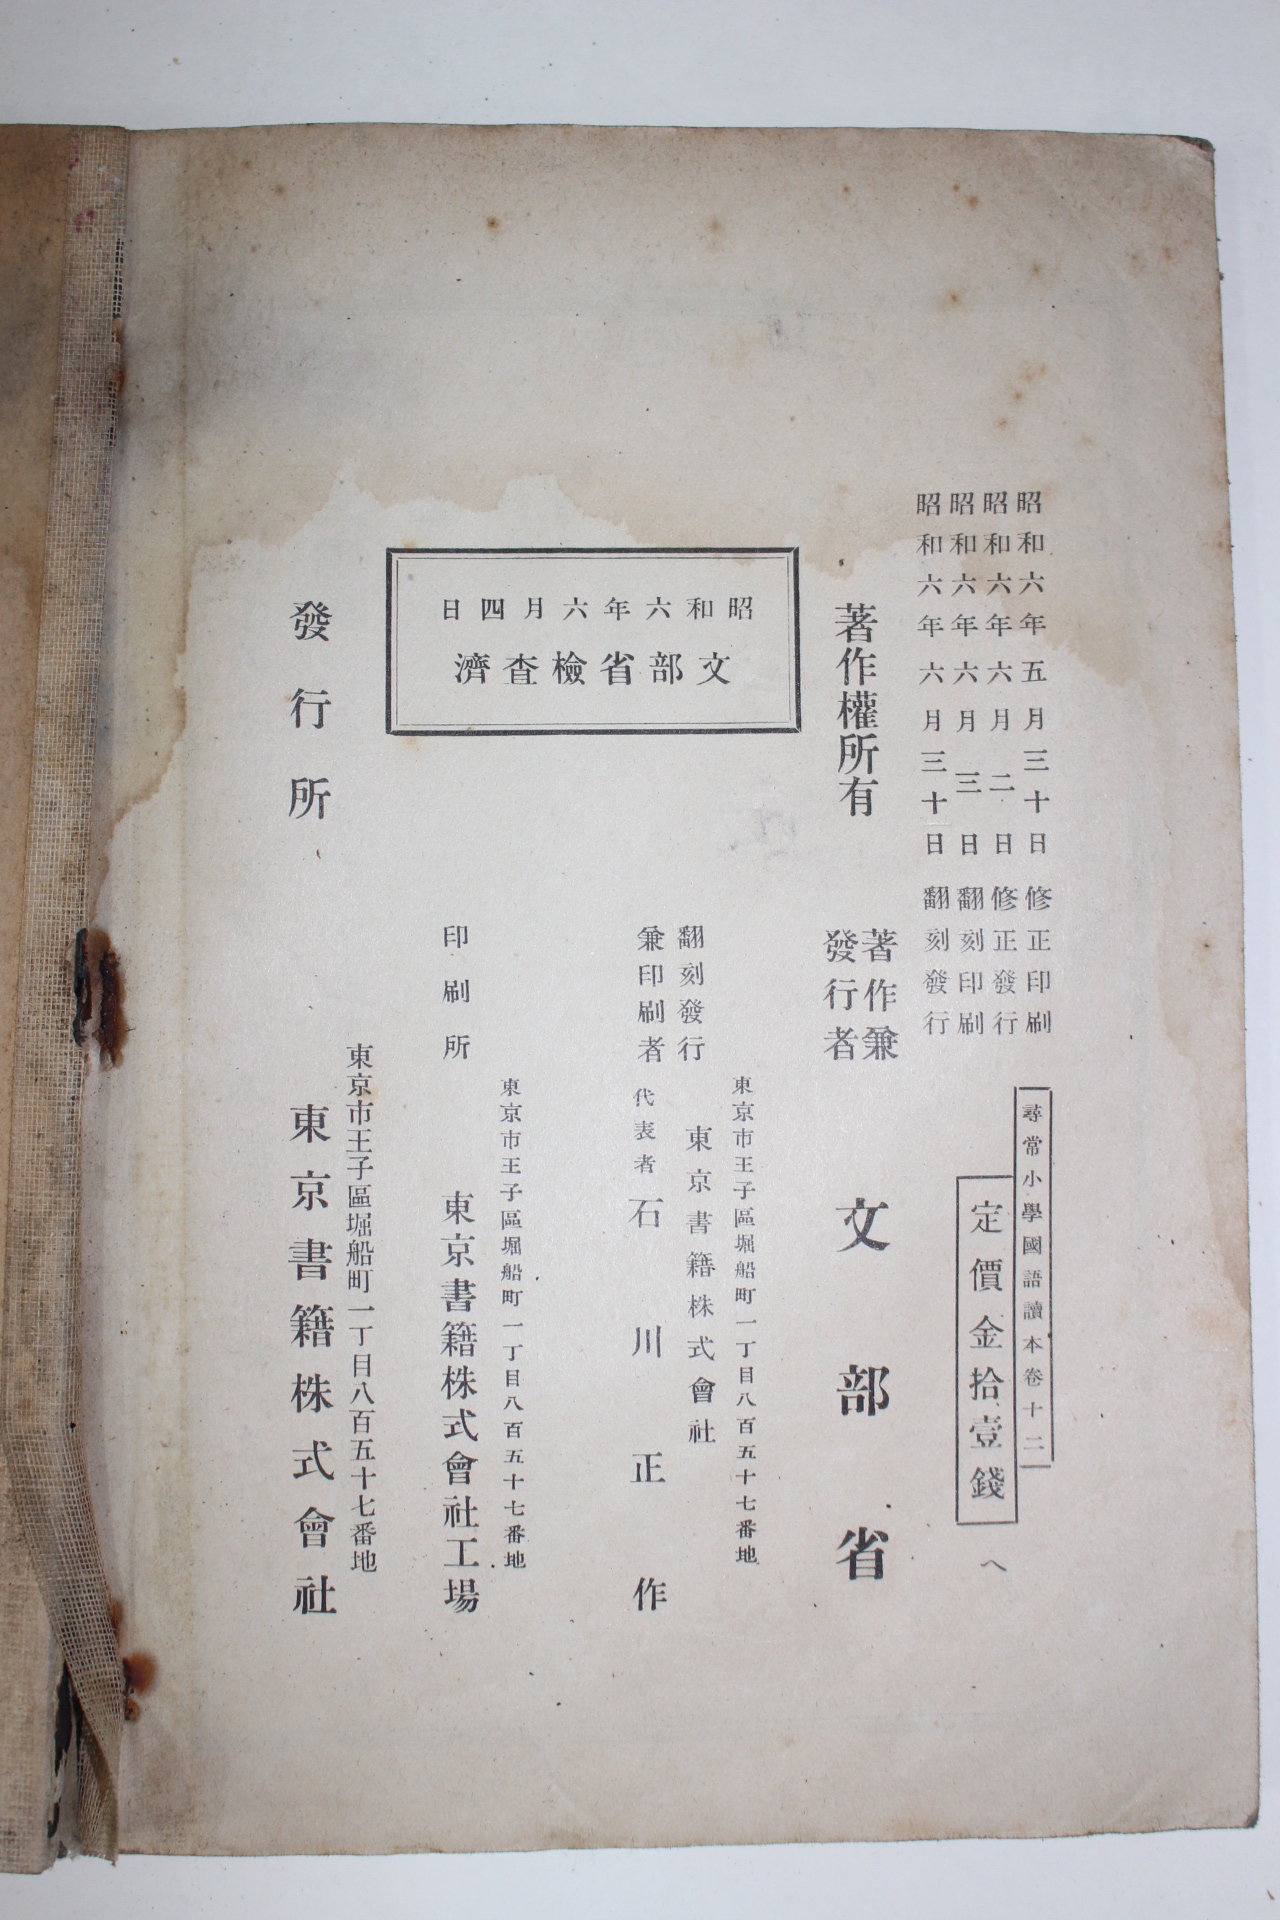 昭和六年五月三十日修正印刷
昭和六年六月二日修正發行
昭和六年六月三日翻刻印刷
昭和六年六月三十日翻刻發行
尋常小學國語讀本卷十二
定價金拾壹錢
へ
著作權所有
著作兼
發行者
文部省
昭和六年六月四日
文部省檢查濟
東京市王子區堀船町一丁目八百五十七番地
翻刻發行
兼印刷者
東京書籍株式會社
代表者 石川正作
東京市王子區堀船町一丁目八百五十七番地
印刷所
東京書籍株式會社工場
東京市王子區堀船町一丁目八百五十七番地
發行所
東京書籍株式會社